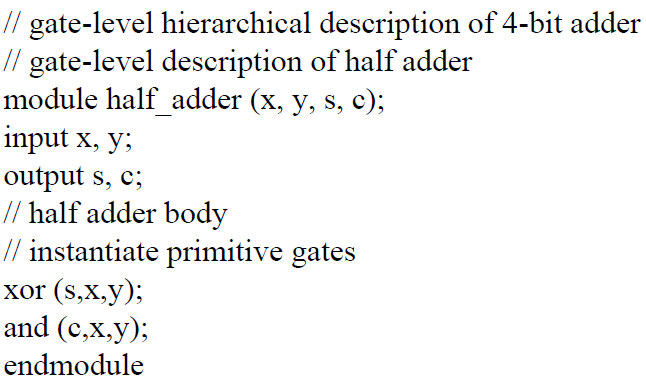 // gate-level hierarchical description of 4-bit adder
// gate-level description of half adder
module half_adder (x, y, s, c);
input x, y;
output s, c;
// half adder body
// instantiate primitive gates
xor (s,x,y);
and (c,x,y);
endmodule